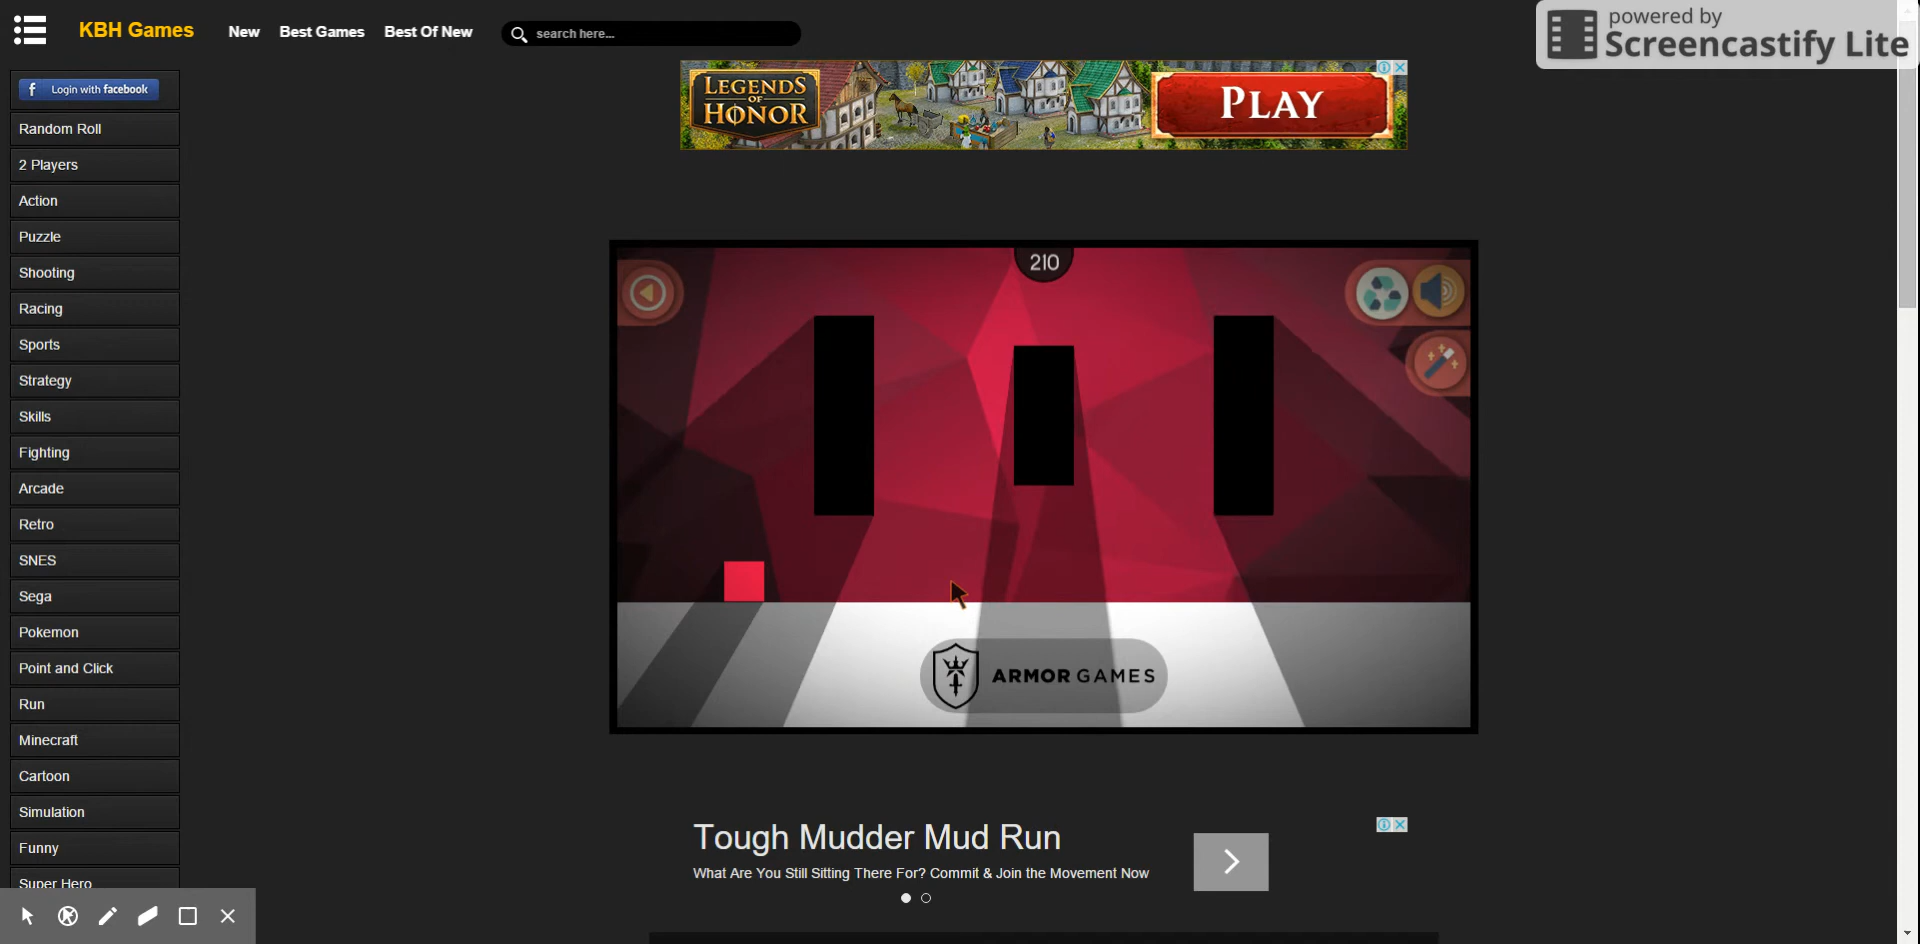 KBH Games
New
Best Games
Best Of New
search here...
powered by
Screencastify Lite
f Login with facebook
Random Roll
2 Players
Action
Puzzle
Shooting
Racing
Sports
Strategy
Skills
Fighting
Arcade
Retro
SNES
Sega
Pokemon
Point and Click
Run
Minecraft
Cartoon
Simulation
Funny
Super Hero
LEGENDS
OF
HONOR
PLAY
210
ARMOR GAMES
Tough Mudder Mud Run
What Are You Still Sitting There For? Commit & Join the Movement Now